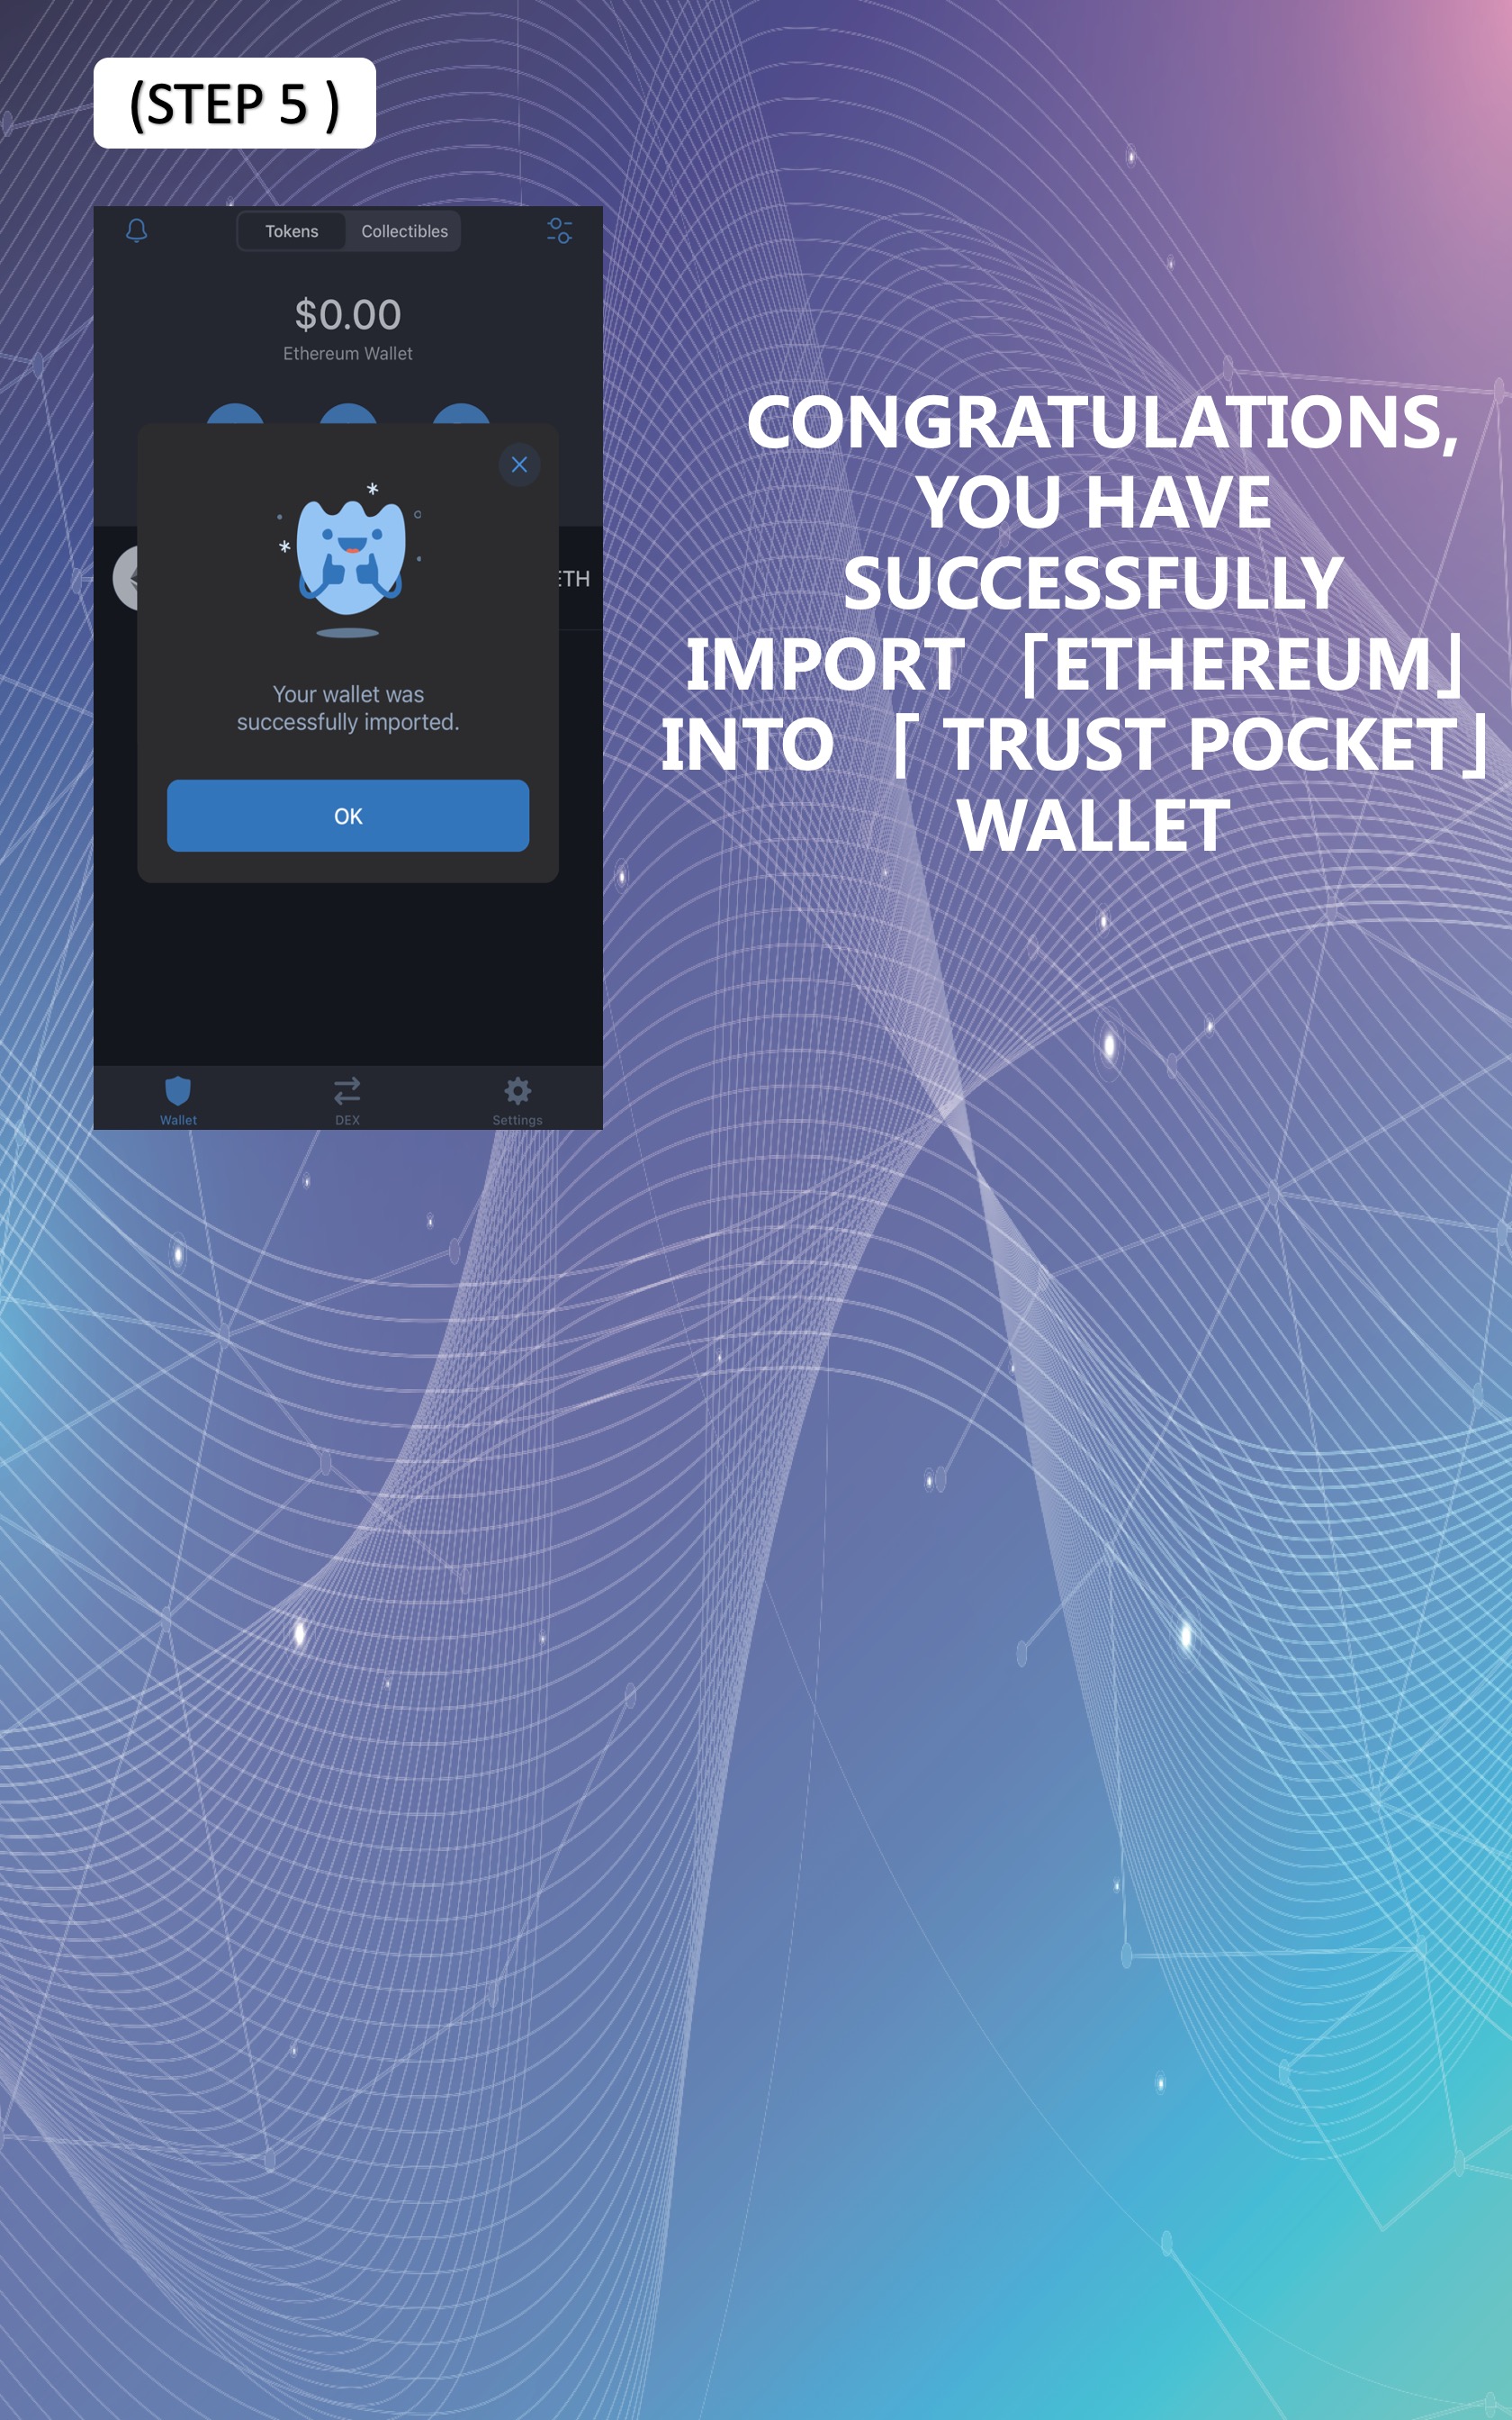 (STEP 5 )
Tokens
Collectibles
$0.00
Ethereum Wallet
ETH
Your wallet was
successfully imported.
OK
Wallet
DEX
Settings
CONGRATULATIONS,
YOU HAVE
SUCCESSFULLY
IMPORT 「ETHEREUM」
INTO 「 TRUST POCKET」
WALLET